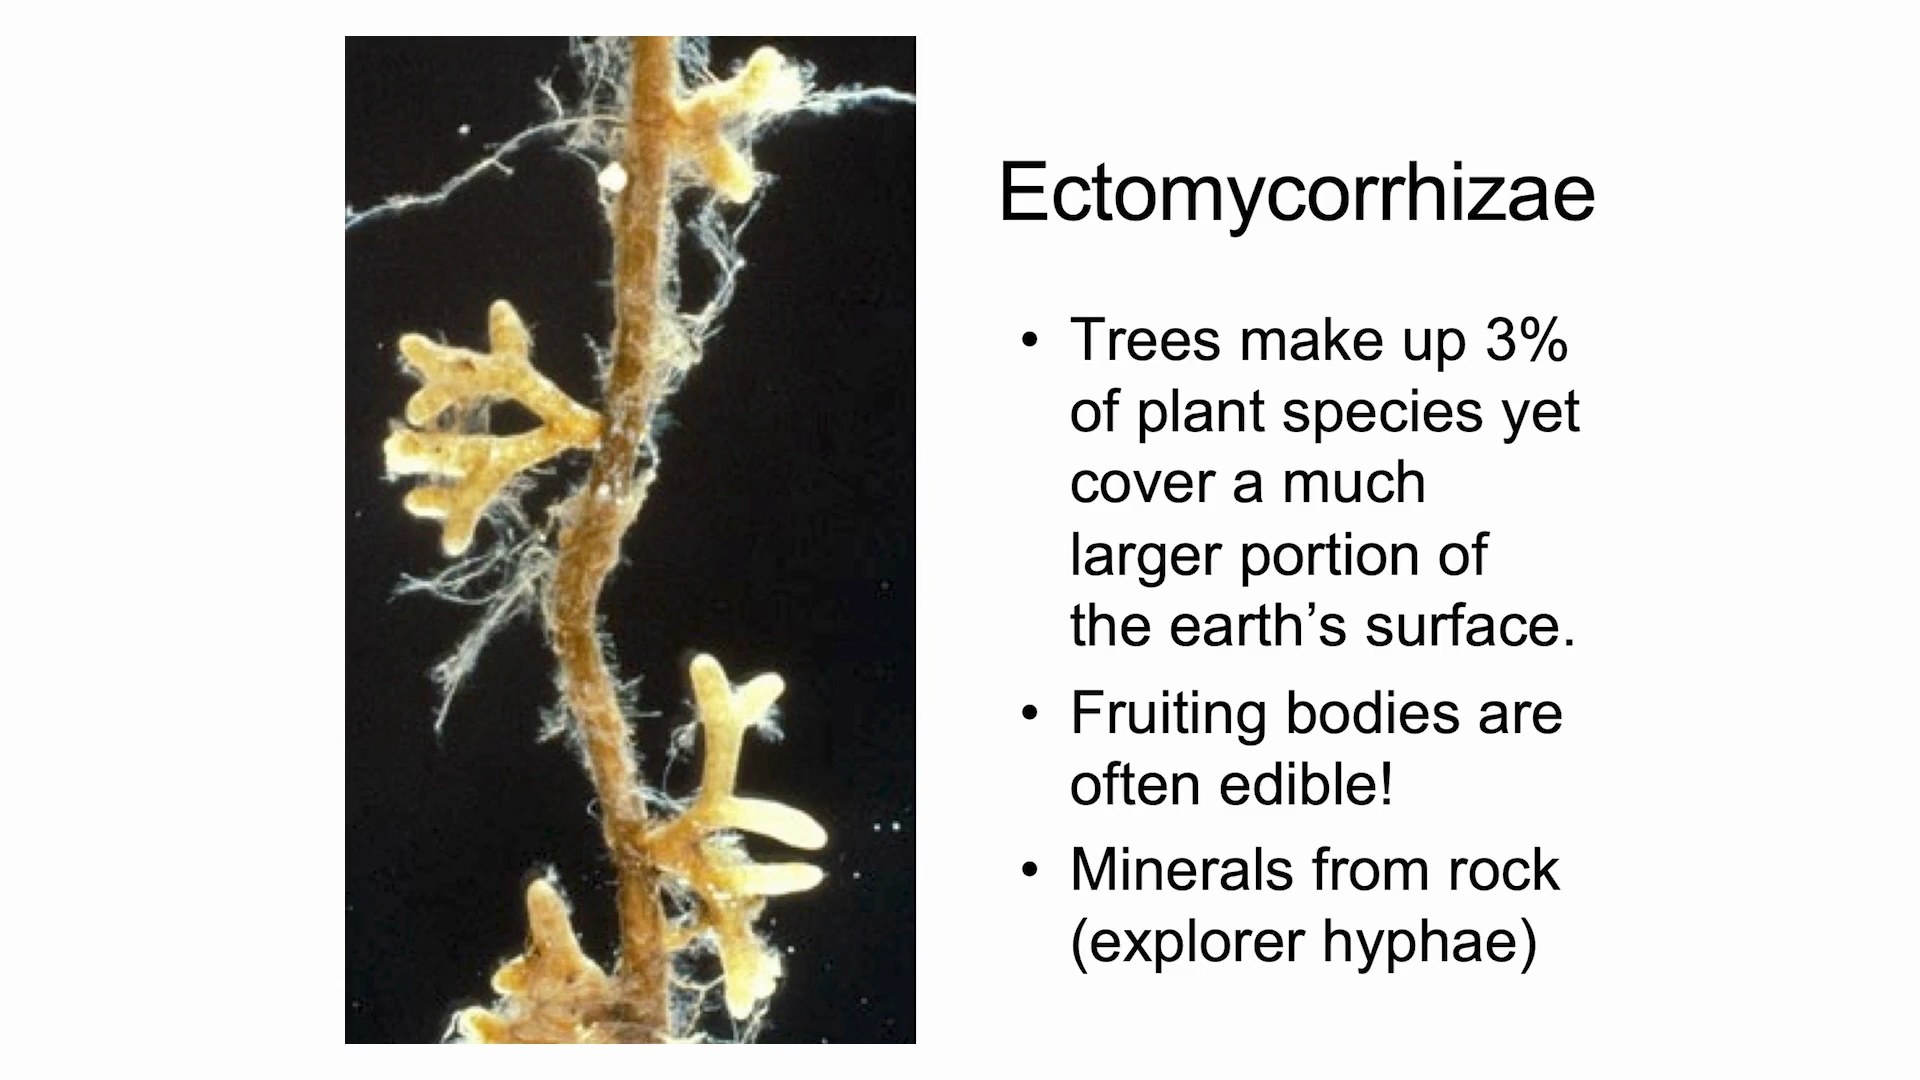 Ectomycorrhizae
• Trees make up 3%
of plant species yet
cover a much
larger portion of
the earth’s surface.
• Fruiting bodies are
often edible!
• Minerals from rock
(explorer hyphae)